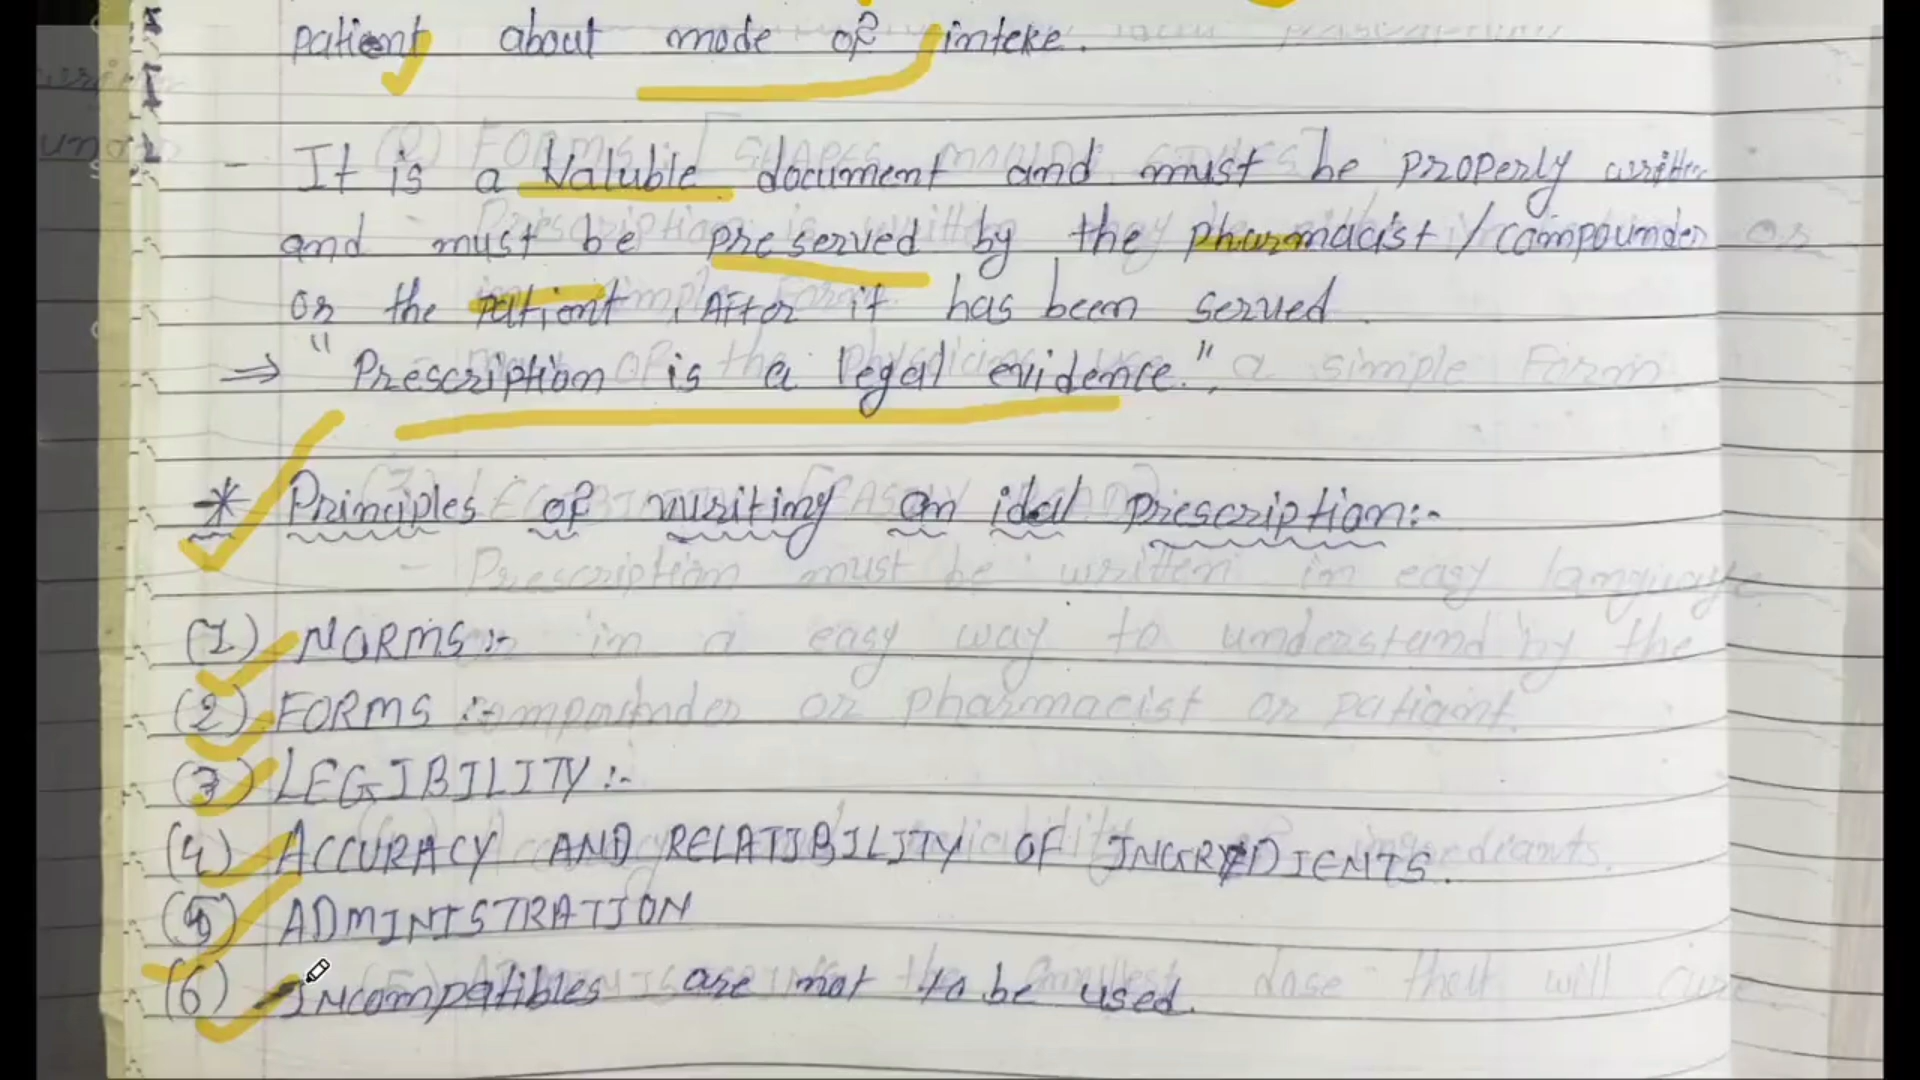 patient about mode of inteke.
- It is a Valuble document and must be properly written
and must be preserved by the pharmacist / compounder
or the patient. After it has been served.
⇒ "Prescription is a legal evidence."
* Principles of writing an ideal prescription:-
(1) NORMS:-
(2) FORMS :-
(3) LEGIBILITY:-
(4) ACCURACY AND RELATIBILITY OF INGRYDIENTS.
(5) ADMINISTRATION
(6) Incompatibles are not to be used.